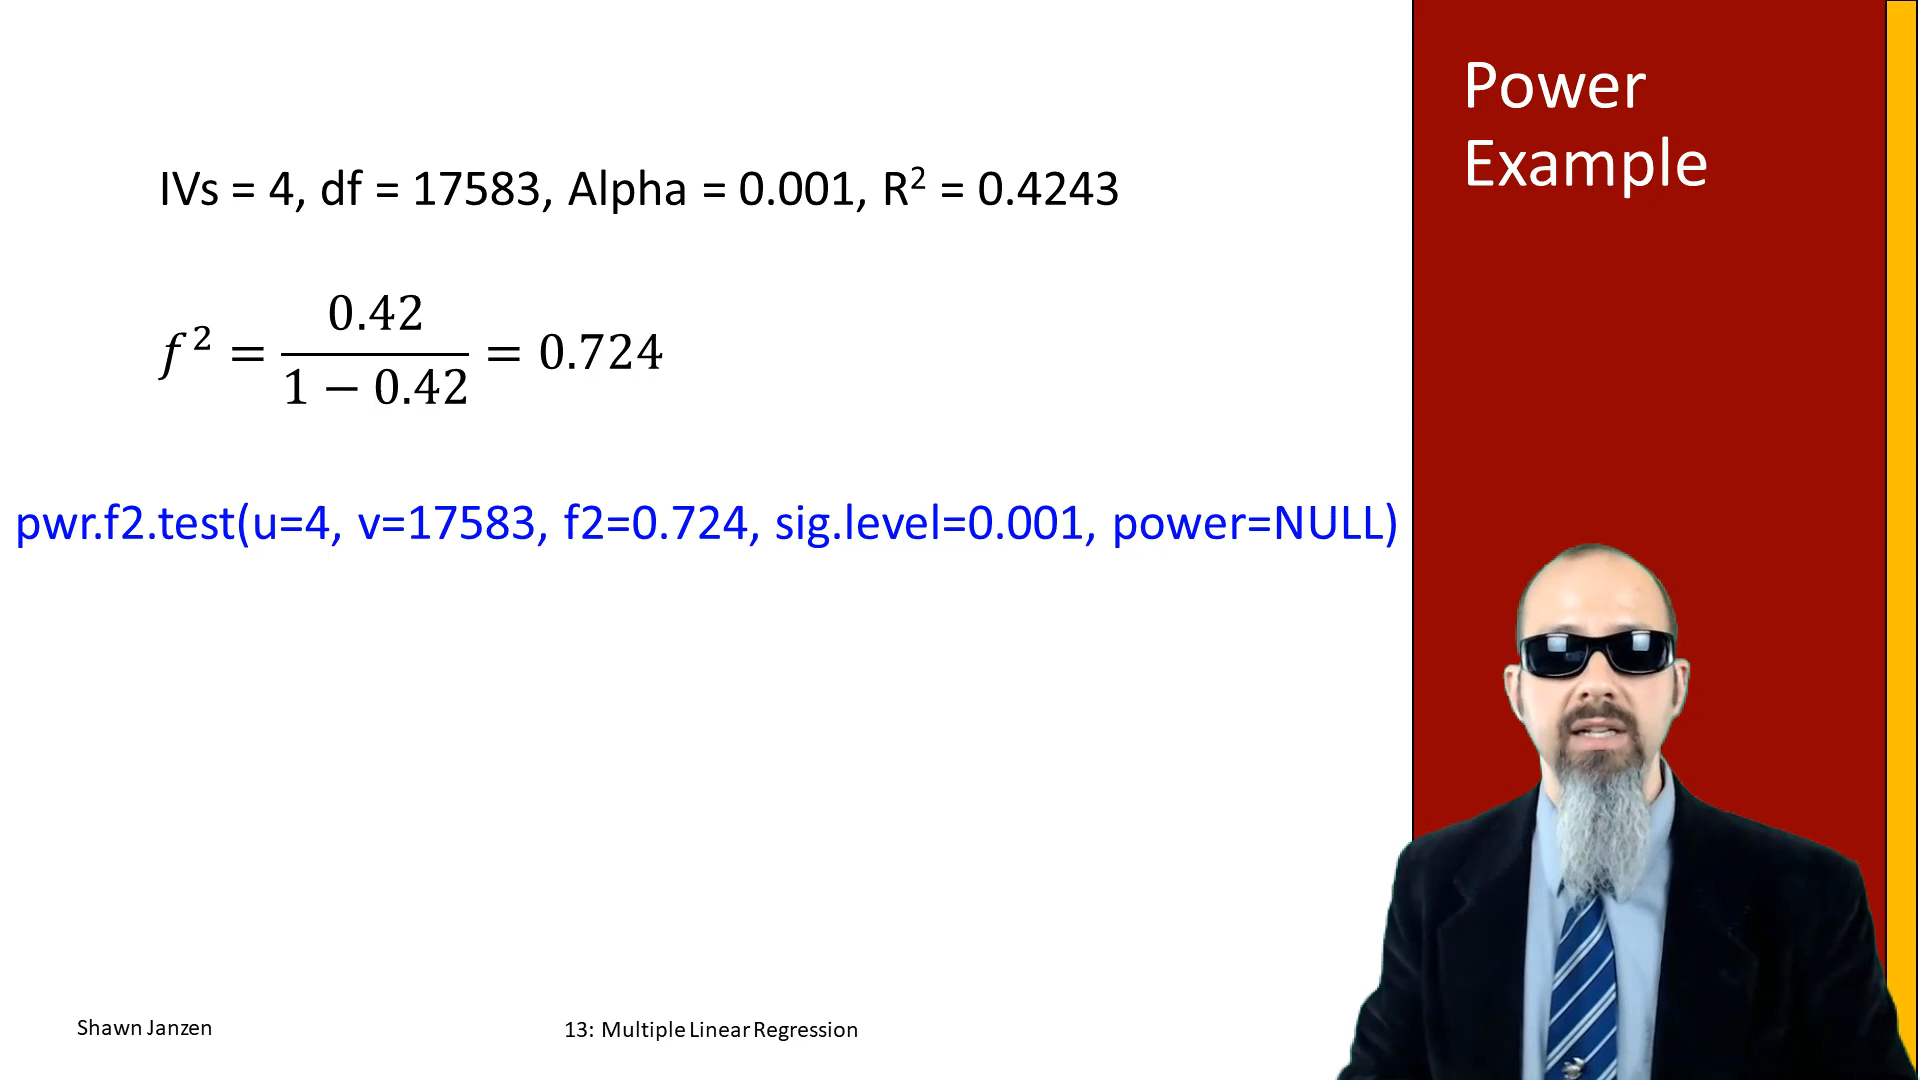 Power
Example
IVs = 4, df = 17583, Alpha = 0.001, R² = 0.4243
f² = 0.42 / (1 − 0.42) = 0.724
pwr.f2.test(u=4, v=17583, f2=0.724, sig.level=0.001, power=NULL)
Shawn Janzen
13: Multiple Linear Regression